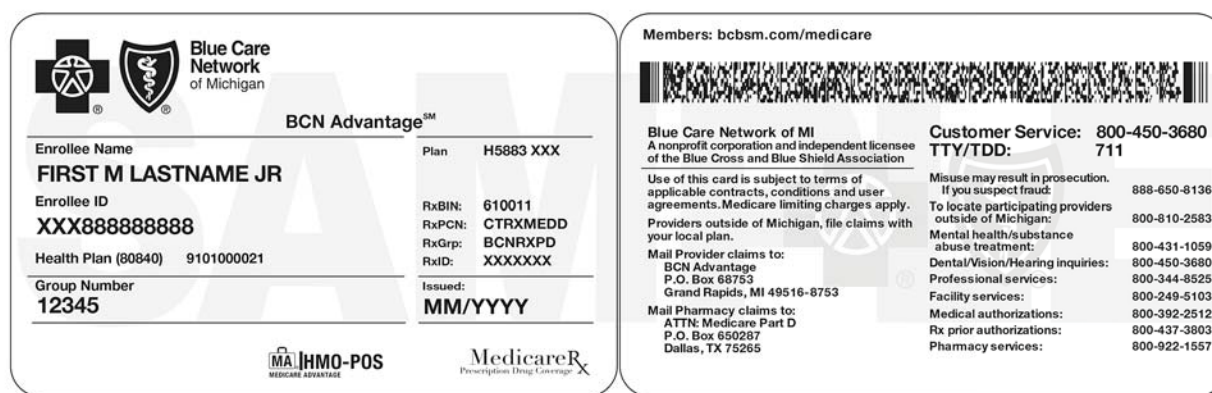 Blue Care
Network
of Michigan
BCN Advantage℠
Enrollee Name
FIRST M LASTNAME JR
Enrollee ID
XXX888888888
Health Plan (80840) 9101000021
Group Number
12345
Plan H5883 XXX
RxBIN: 610011
RxPCN: CTRXMEDD
RxGrp: BCNRXPD
RxID: XXXXXXX
Issued:
MM/YYYY
MA HMO-POS
MEDICARE ADVANTAGE
MedicareRx
Prescription Drug Coverage
SAMPLE
Members: bcbsm.com/medicare
Blue Care Network of MI
A nonprofit corporation and independent licensee
of the Blue Cross and Blue Shield Association
Use of this card is subject to terms of
applicable contracts, conditions and user
agreements. Medicare limiting charges apply.
Providers outside of Michigan, file claims with
your local plan.
Mail Provider claims to:
BCN Advantage
P.O. Box 68753
Grand Rapids, MI 49516-8753
Mail Pharmacy claims to:
ATTN: Medicare Part D
P.O. Box 650287
Dallas, TX 75265
Customer Service: 800-450-3680
TTY/TDD: 711
Misuse may result in prosecution.
If you suspect fraud: 888-650-8136
To locate participating providers
outside of Michigan: 800-810-2583
Mental health/substance
abuse treatment: 800-431-1059
Dental/Vision/Hearing inquiries: 800-450-3680
Professional services: 800-344-8525
Facility services: 800-249-5103
Medical authorizations: 800-392-2512
Rx prior authorizations: 800-437-3803
Pharmacy services: 800-922-1557